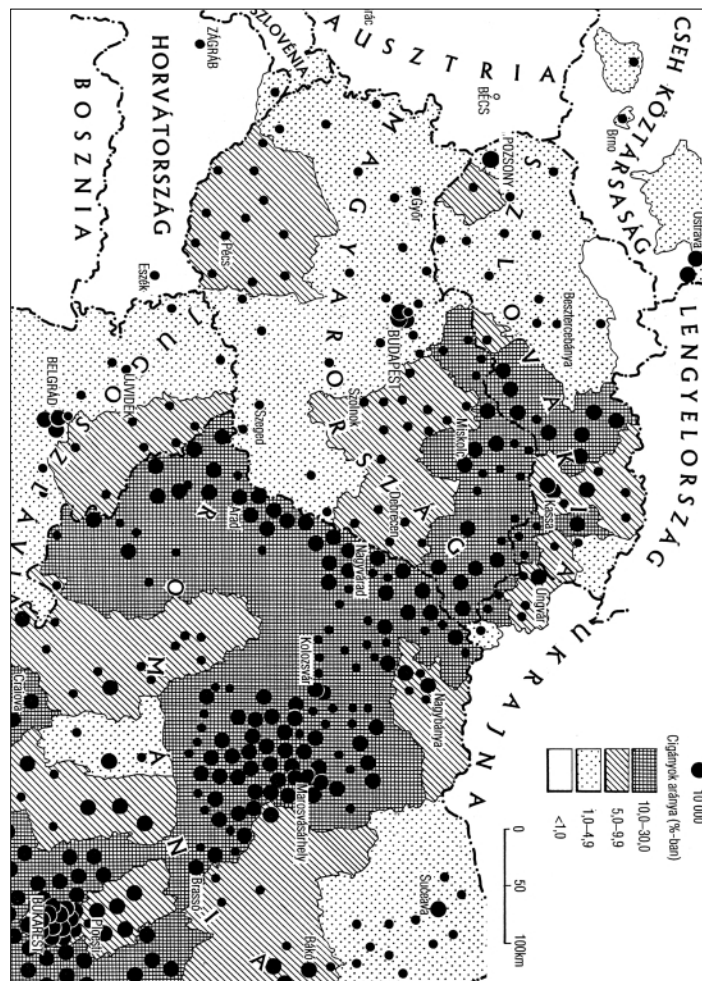 CSEH KÖZTÁRSASÁG
LENGYELORSZÁG
UKRAJNA
AUSZTRIA
SZLOVÁKIA
MAGYARORSZÁG
SZLOVÉNIA
HORVÁTORSZÁG
BOSZNIA
JUGOSZLÁVIA
ROMÁNIA
Ostrava
Brno
BÉCS
POZSONY
Besztercebánya
Kassa
Ungvár
Győr
BUDAPEST
Miskolc
Szolnok
Debrecen
Pécs
Szeged
ZÁGRÁB
Eszék
ÚJVIDÉK
BELGRÁD
Arad
Nagyvárad
Kolozsvár
Nagybánya
Marosvásárhely
Brassó
Craiova
Ploiești
BUKAREST
Bákó
Suceava
10 000
Cigányok aránya (%-ban)
10,0–30,0
5,0–9,9
1,0–4,9
<1,0
0 50 100km